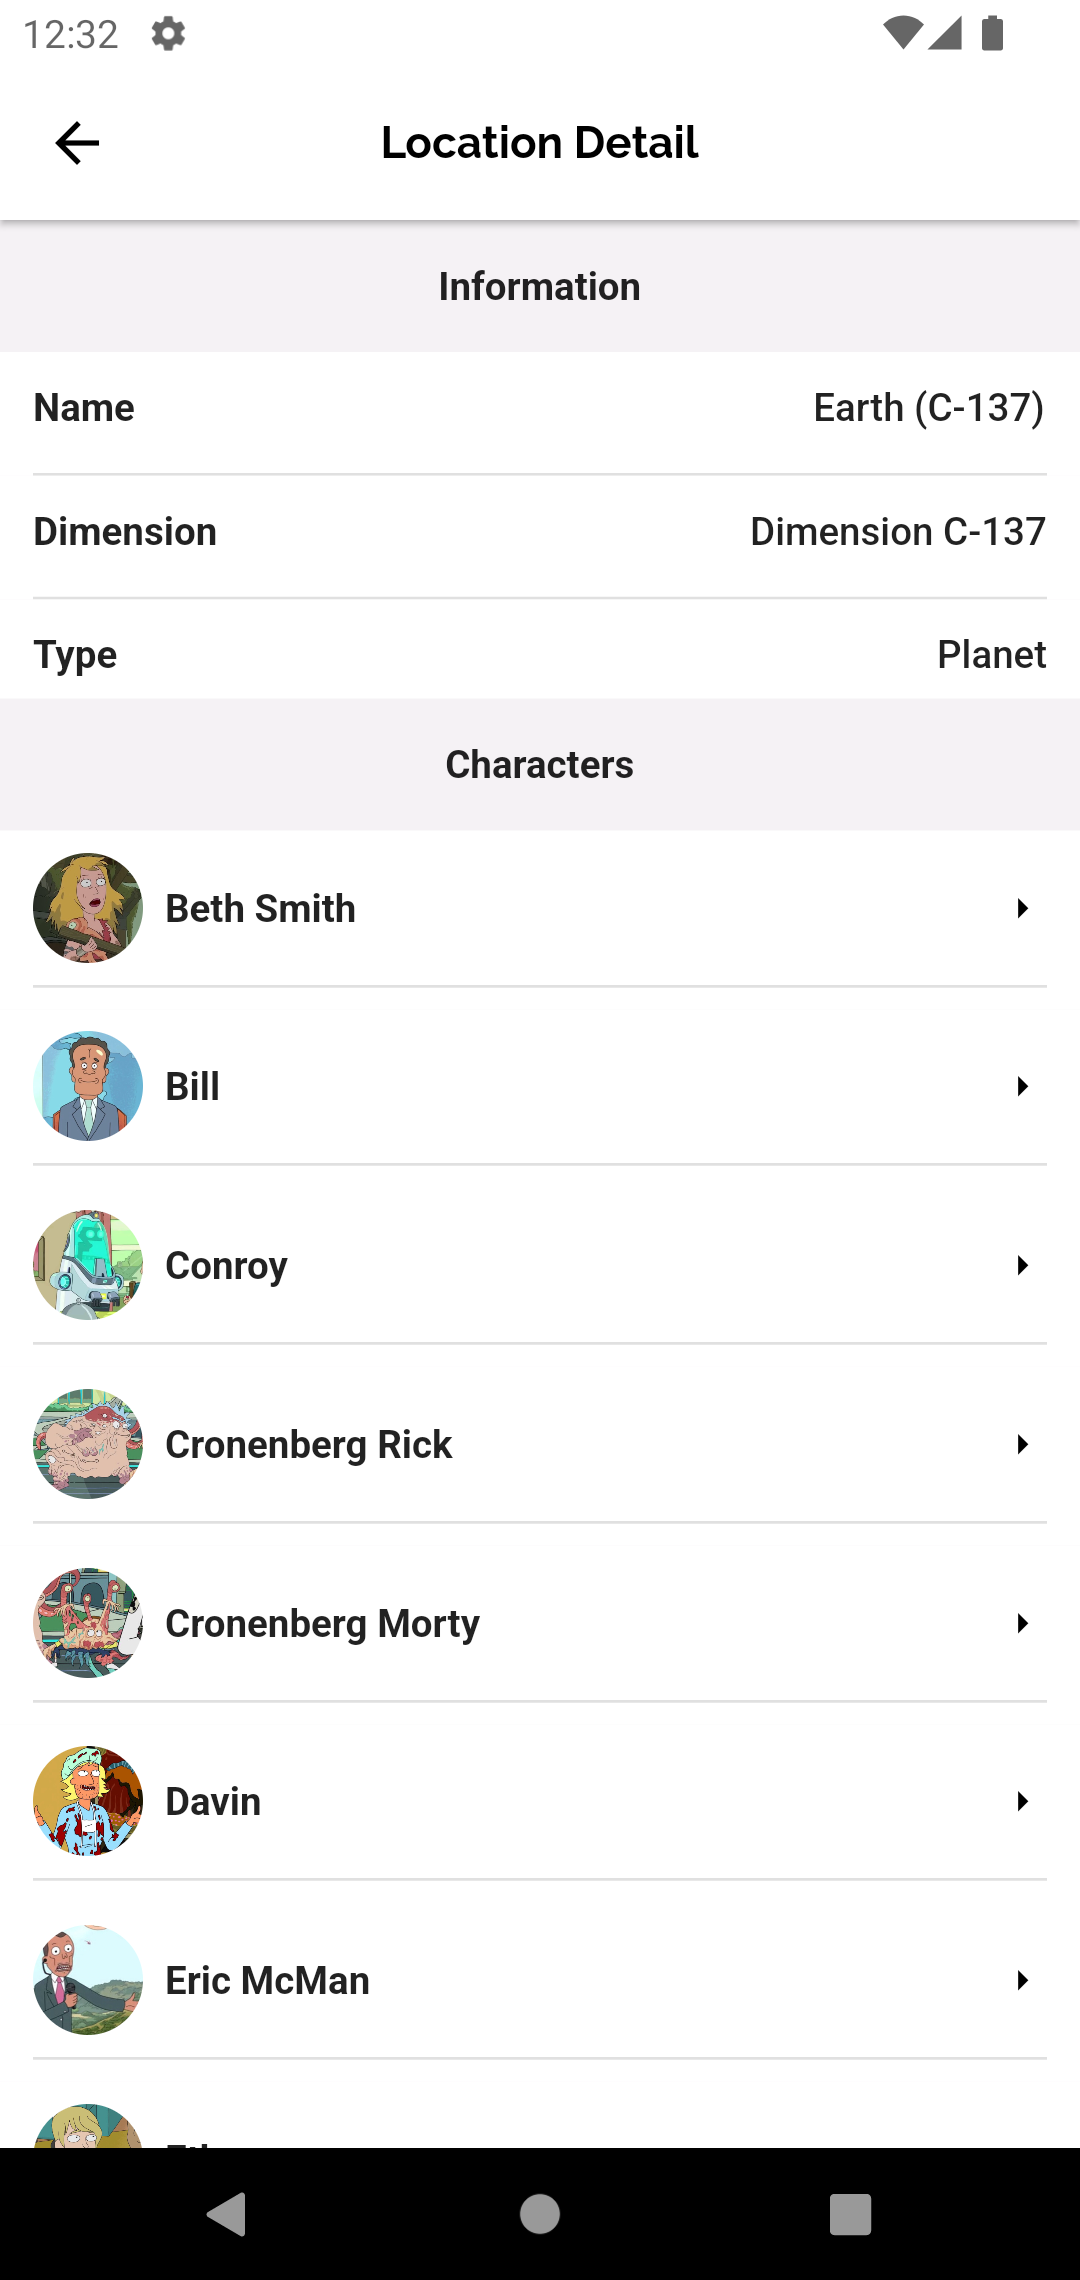 12:32
Location Detail
Information
Name Earth (C-137)
Dimension Dimension C-137
Type Planet
Characters
Beth Smith
Bill
Conroy
Cronenberg Rick
Cronenberg Morty
Davin
Eric McMan